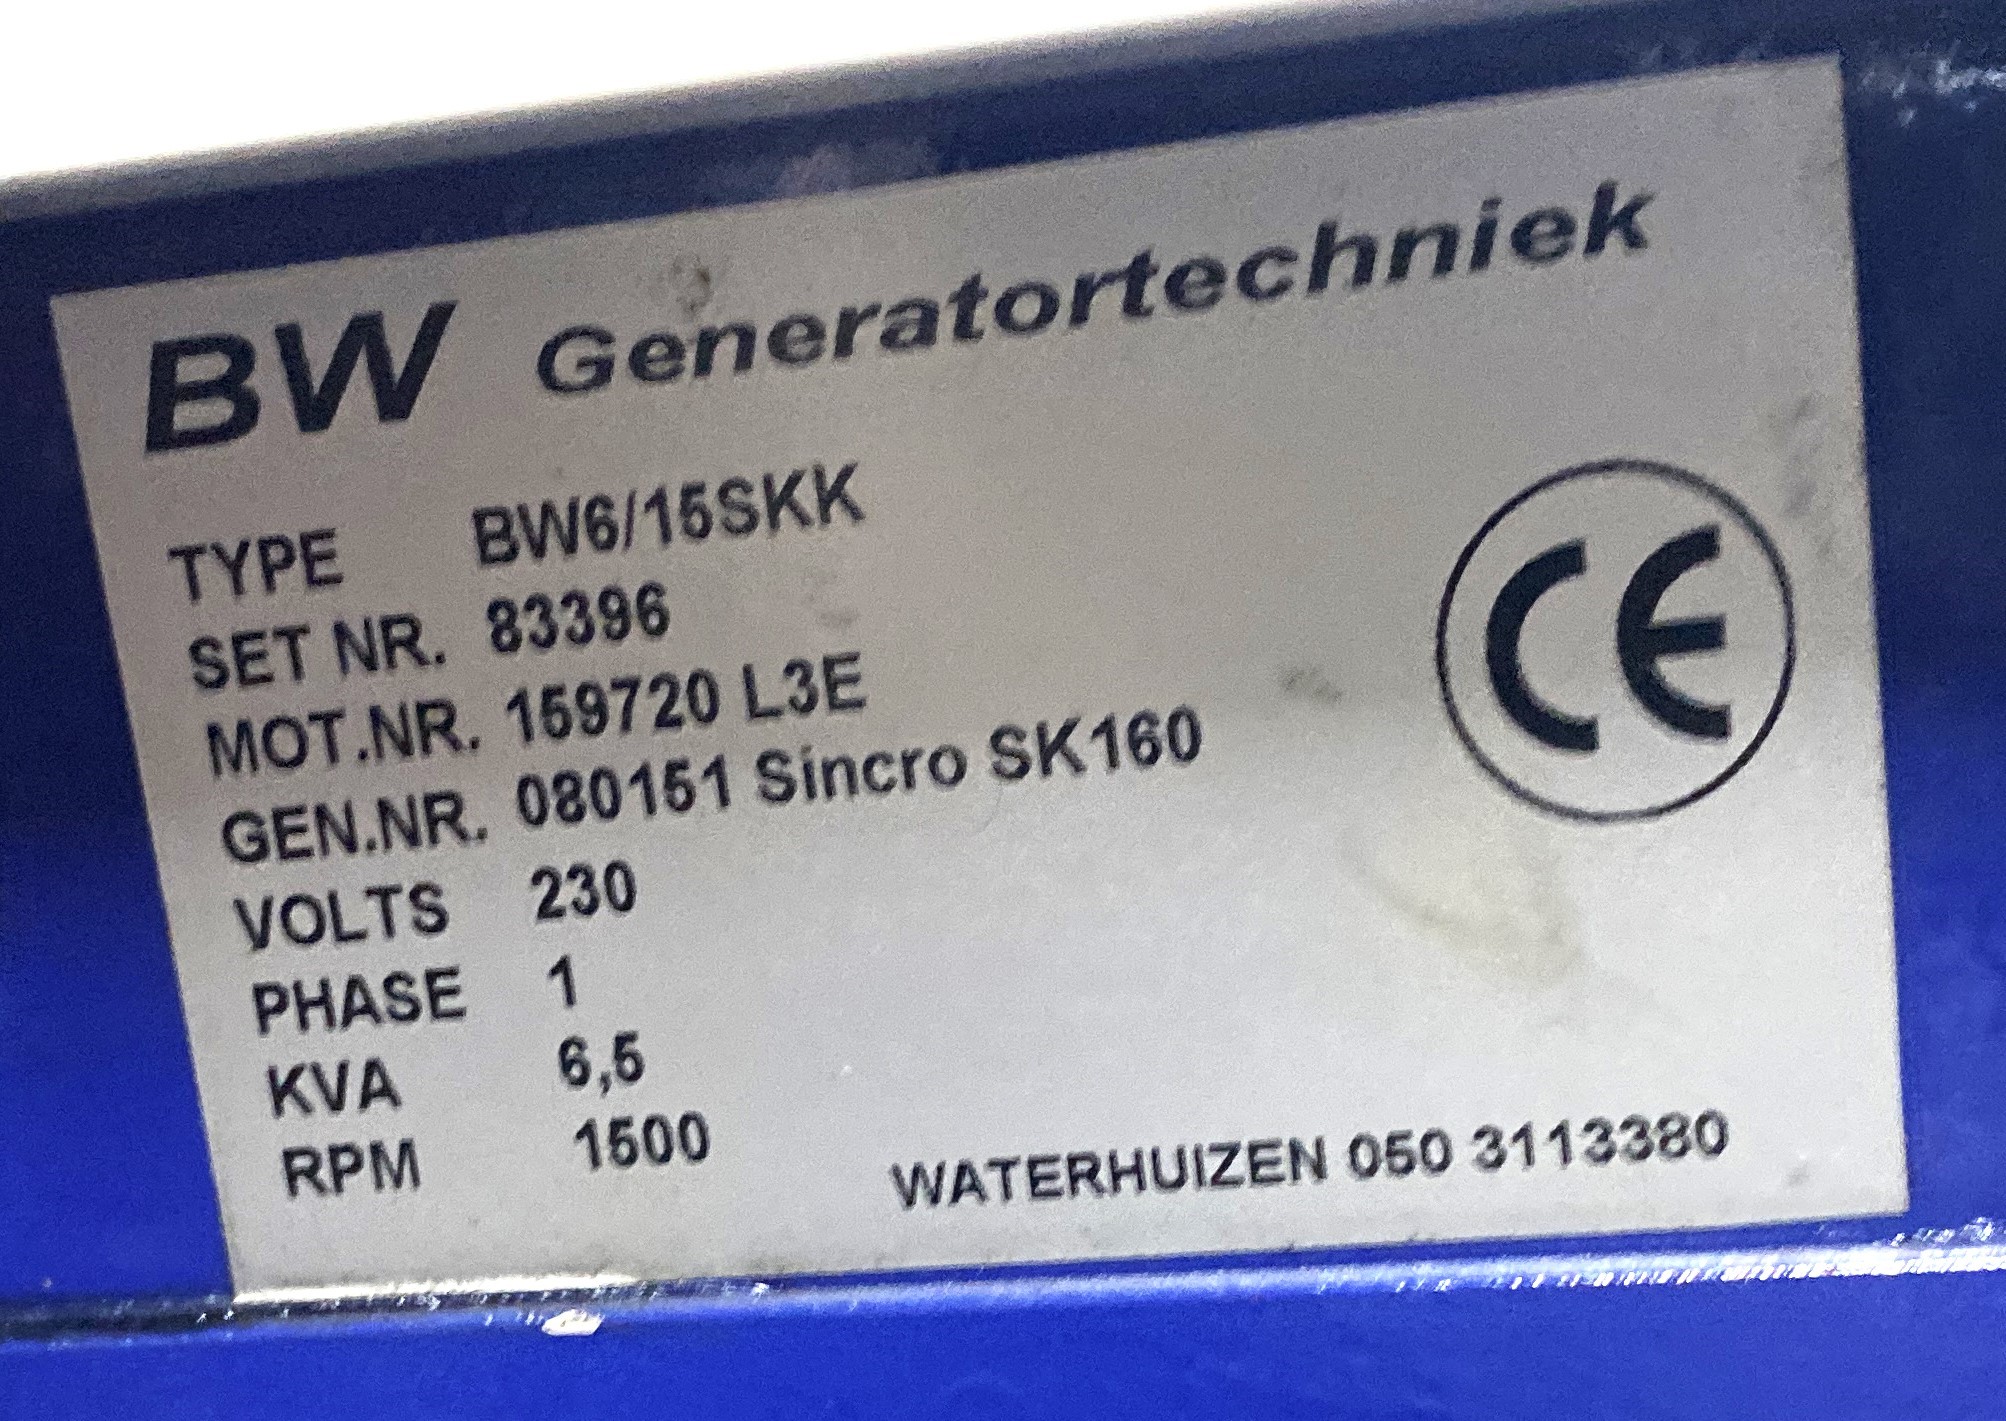 BW Generatortechniek
TYPE BW6/15SKK
SET NR. 83396
MOT.NR. 159720 L3E
GEN.NR. 080151 Sincro SK160
VOLTS 230
PHASE 1
KVA 6,5
RPM 1500
WATERHUIZEN 050 3113380
CE